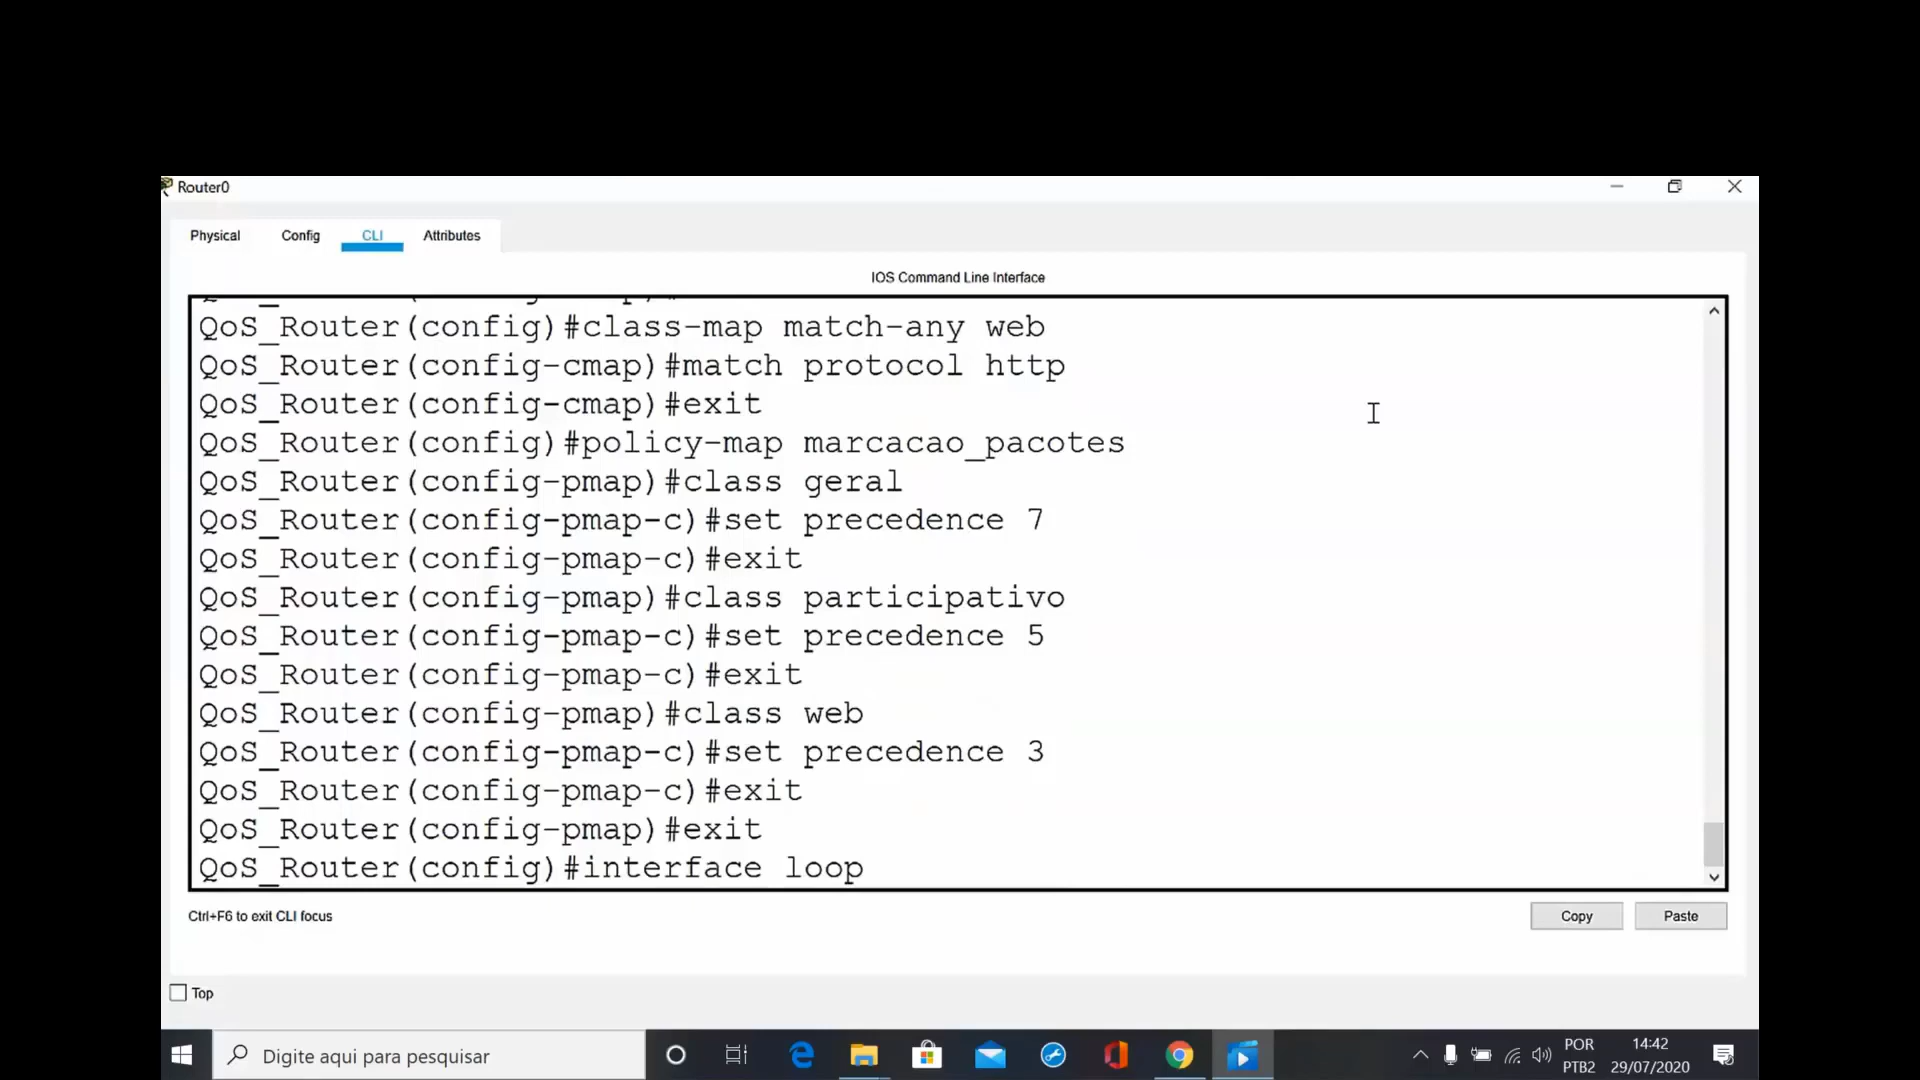 Router0
Physical Config CLI Attributes
IOS Command Line Interface
QoS_Router(config)#class-map match-any web
QoS_Router(config-cmap)#match protocol http
QoS_Router(config-cmap)#exit
QoS_Router(config)#policy-map marcacao_pacotes
QoS_Router(config-pmap)#class geral
QoS_Router(config-pmap-c)#set precedence 7
QoS_Router(config-pmap-c)#exit
QoS_Router(config-pmap)#class participativo
QoS_Router(config-pmap-c)#set precedence 5
QoS_Router(config-pmap-c)#exit
QoS_Router(config-pmap)#class web
QoS_Router(config-pmap-c)#set precedence 3
QoS_Router(config-pmap-c)#exit
QoS_Router(config-pmap)#exit
QoS_Router(config)#interface loop
Ctrl+F6 to exit CLI focus
Copy Paste
Top
Digite aqui para pesquisar
POR 14:42
PTB2 29/07/2020